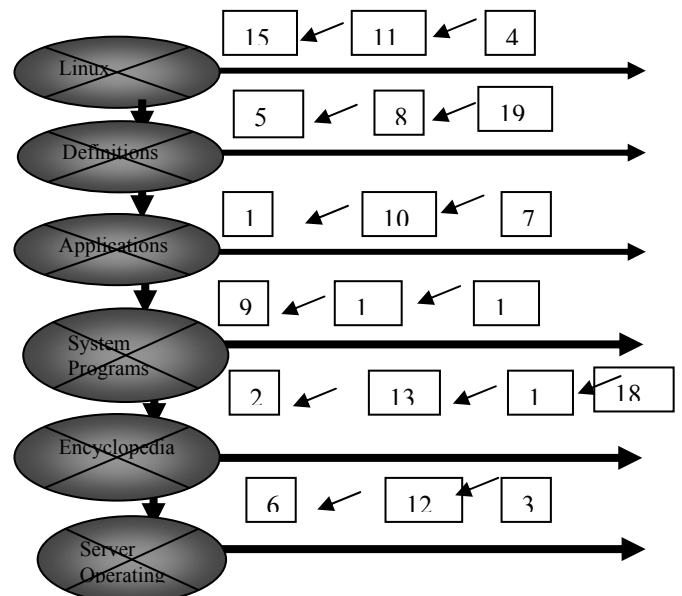 15 11 4
Linux
5 8 19
Definitions
1 10 7
Applications
9 1 1
System
Programs
2 13 1 18
Encyclopedia
6 12 3
Server
Operating